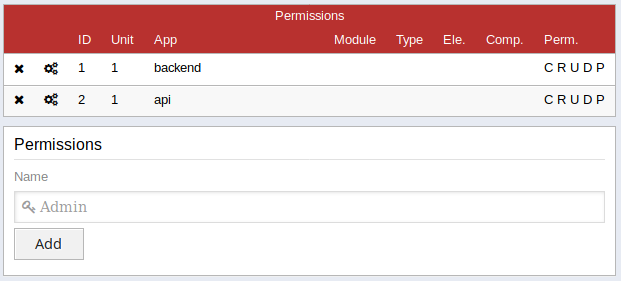 Permissions
ID Unit App Module Type Ele. Comp. Perm.
1 1 backend C R U D P
2 1 api C R U D P
Permissions
Name
Admin
Add